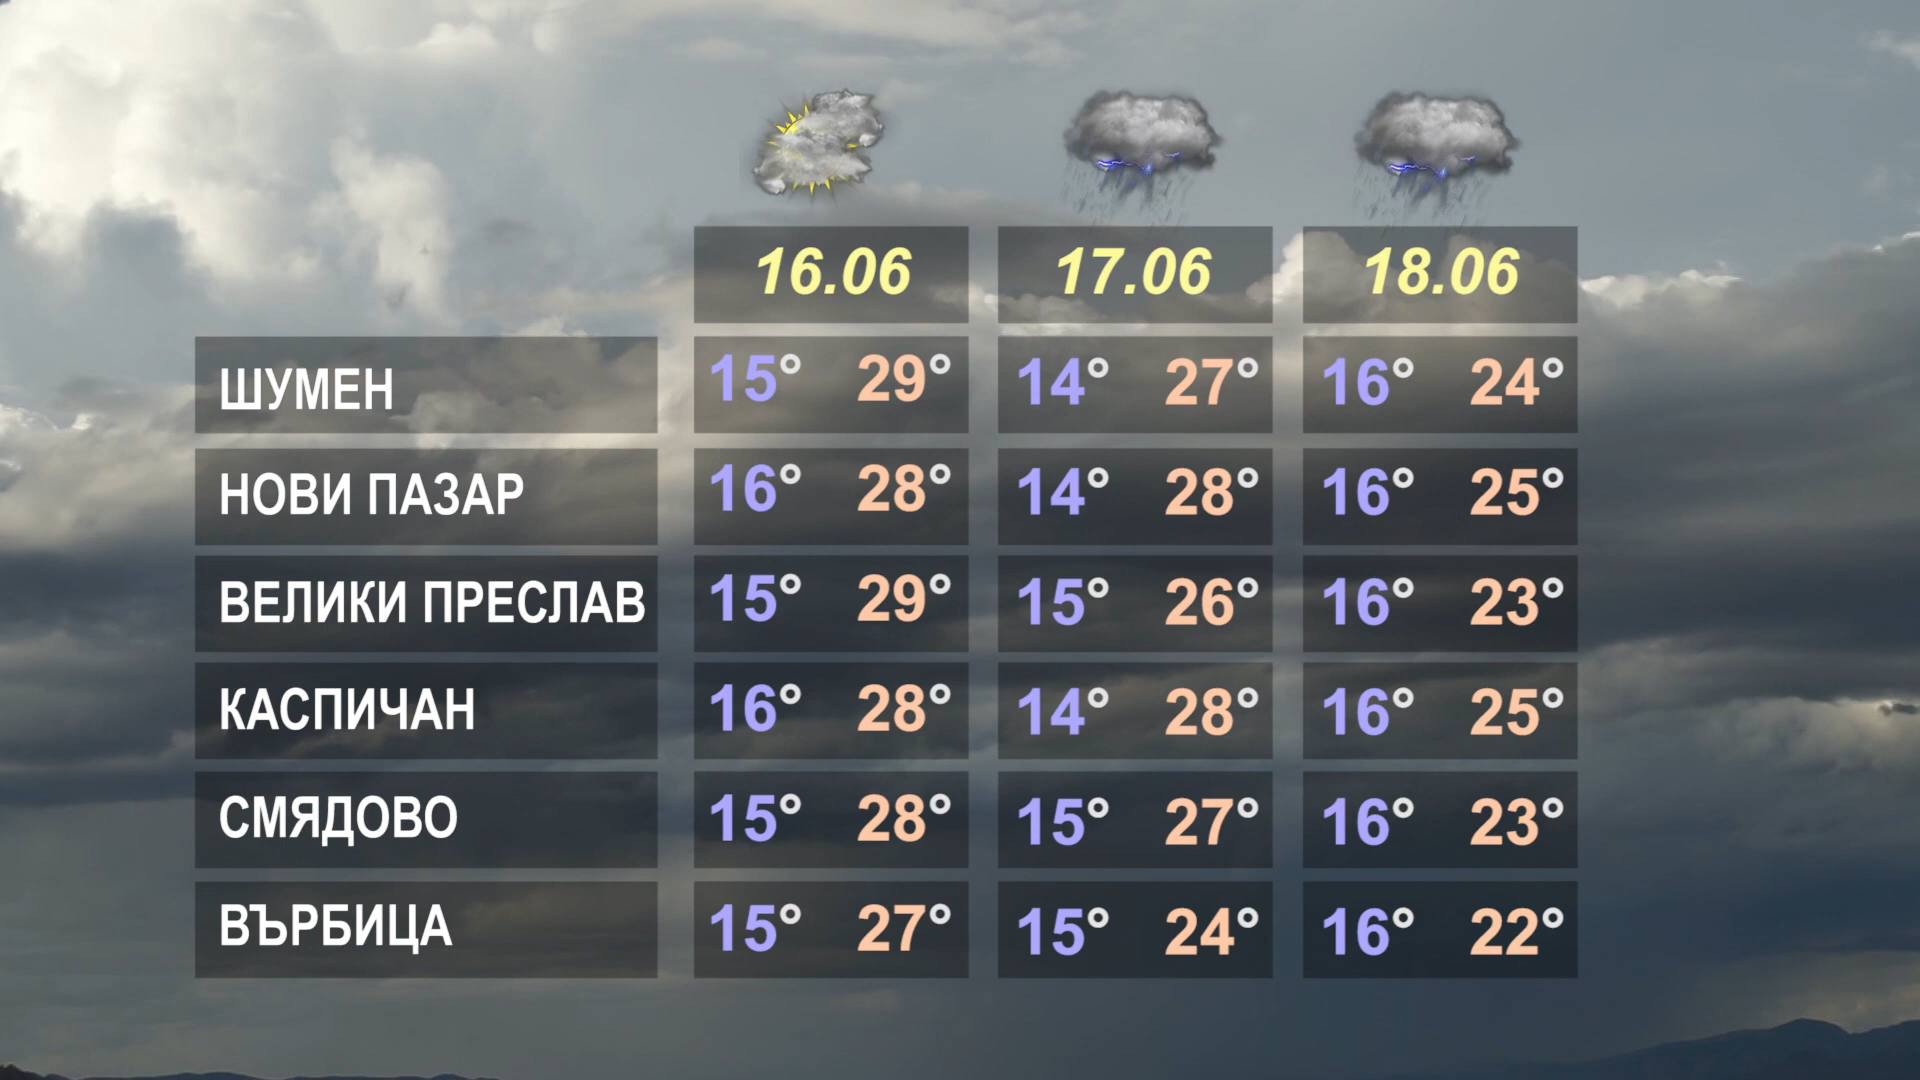 16.06 17.06 18.06
ШУМЕН 15° 29° 14° 27° 16° 24°
НОВИ ПАЗАР 16° 28° 14° 28° 16° 25°
ВЕЛИКИ ПРЕСЛАВ 15° 29° 15° 26° 16° 23°
КАСПИЧАН 16° 28° 14° 28° 16° 25°
СМЯДОВО 15° 28° 15° 27° 16° 23°
ВЪРБИЦА 15° 27° 15° 24° 16° 22°